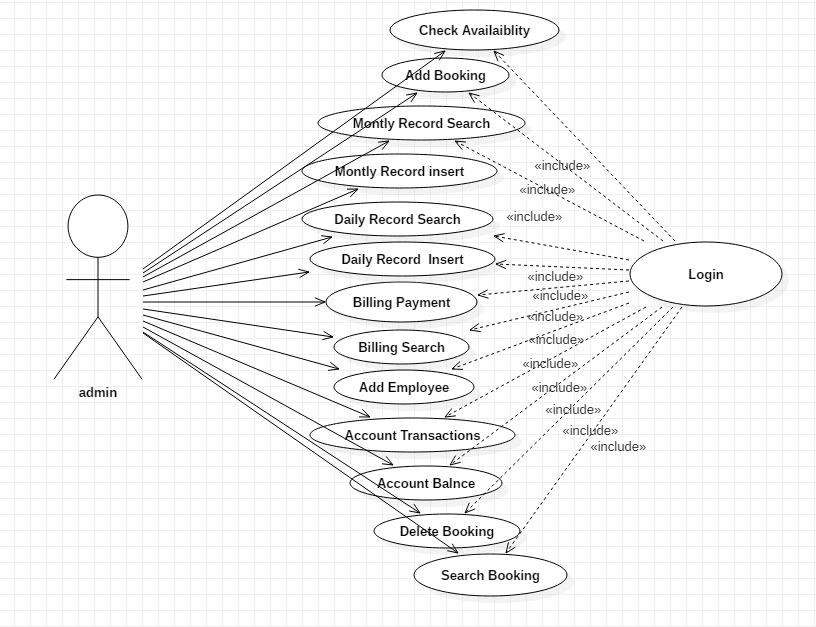 Check Availaiblity
Add Booking
Montly Record Search
«include»
Montly Record insert
«include»
Daily Record Search
«include»
Daily Record  Insert
Login
«include»
Billing Payment
«include»
«include»
Billing Search
«include»
«include»
Add Employee
«include»
admin
«include»
Account Transactions
«include»
«include»
Account Balnce
Delete Booking
Search Booking